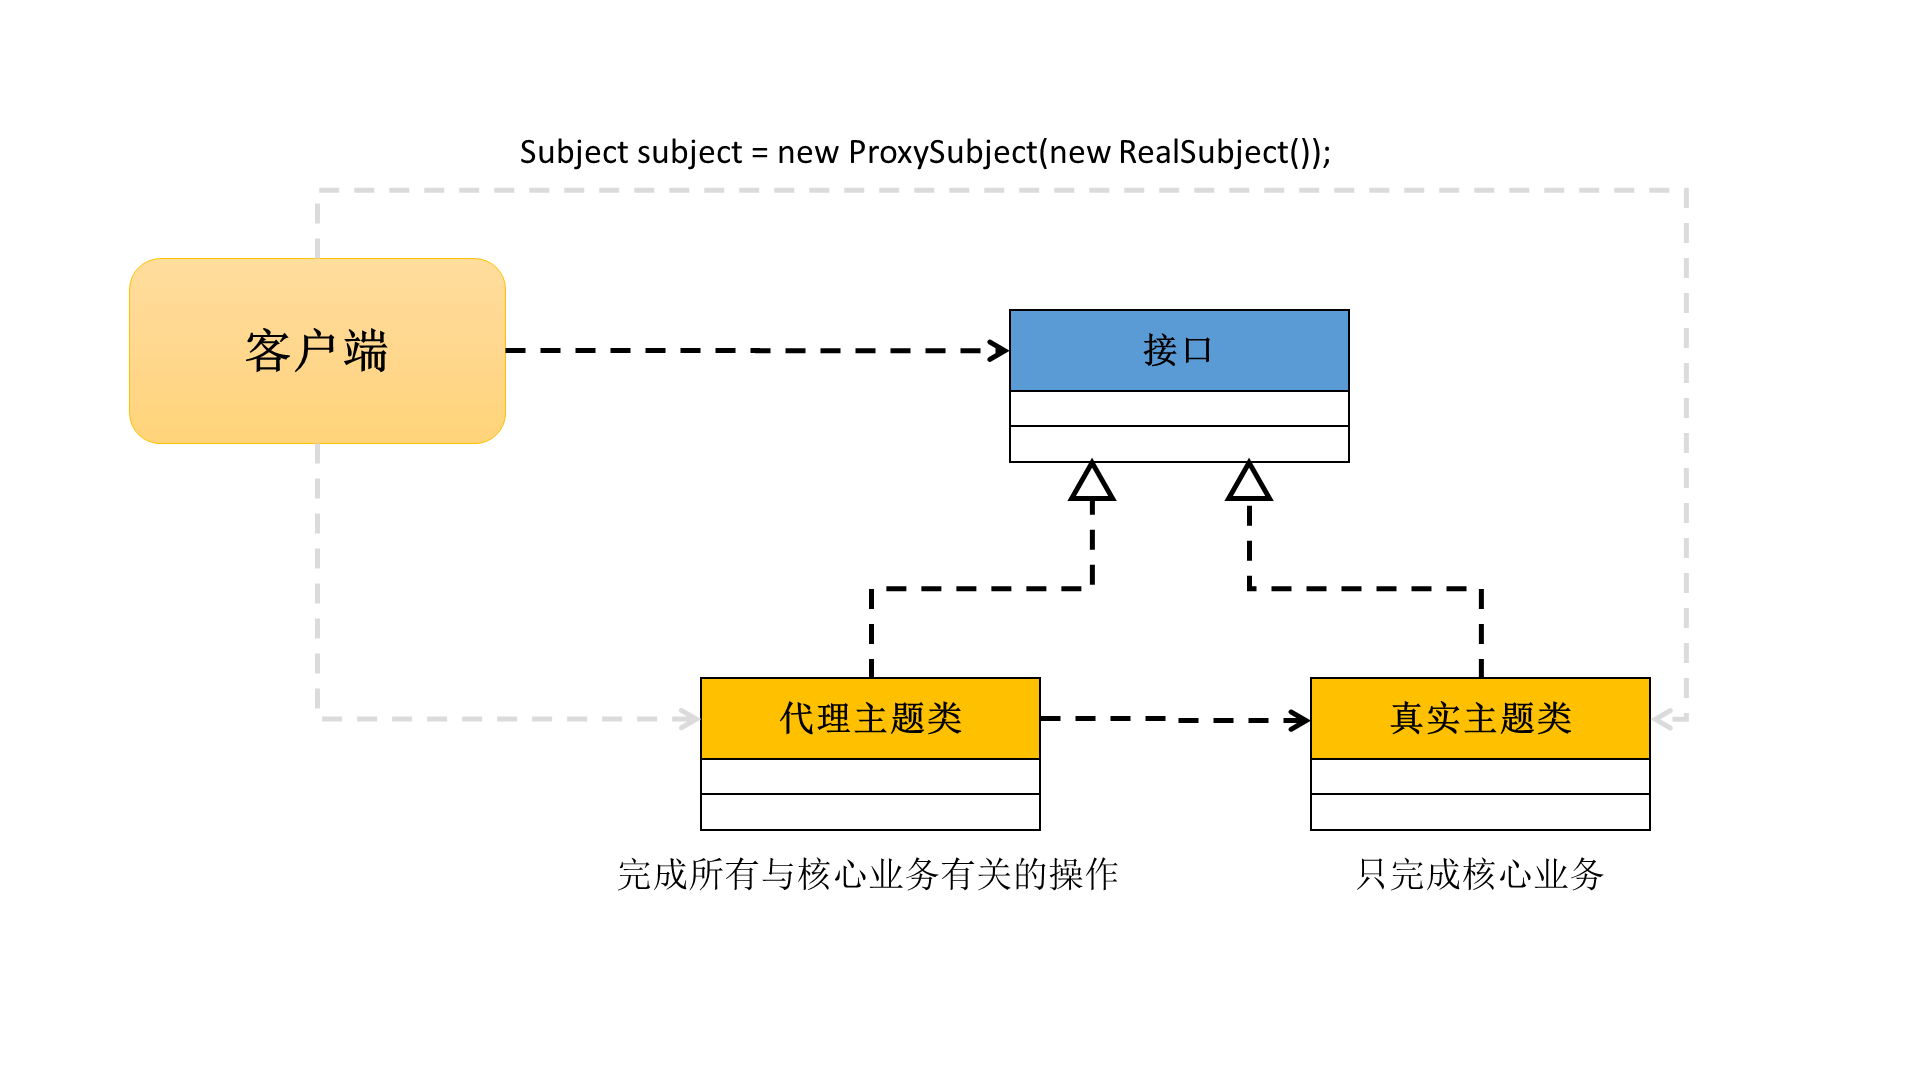 Subject subject = new ProxySubject(new RealSubject());
客户端
接口
代理主题类
真实主题类
完成所有与核心业务有关的操作
只完成核心业务